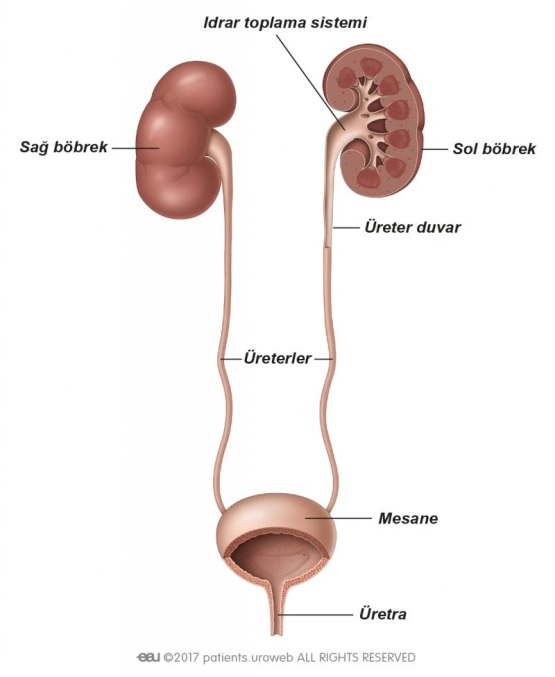 Idrar toplama sistemi
Sağ böbrek
Sol böbrek
Üreter duvar
Üreterler
Mesane
Üretra
eau ©2017 patients.uroweb ALL RIGHTS RESERVED